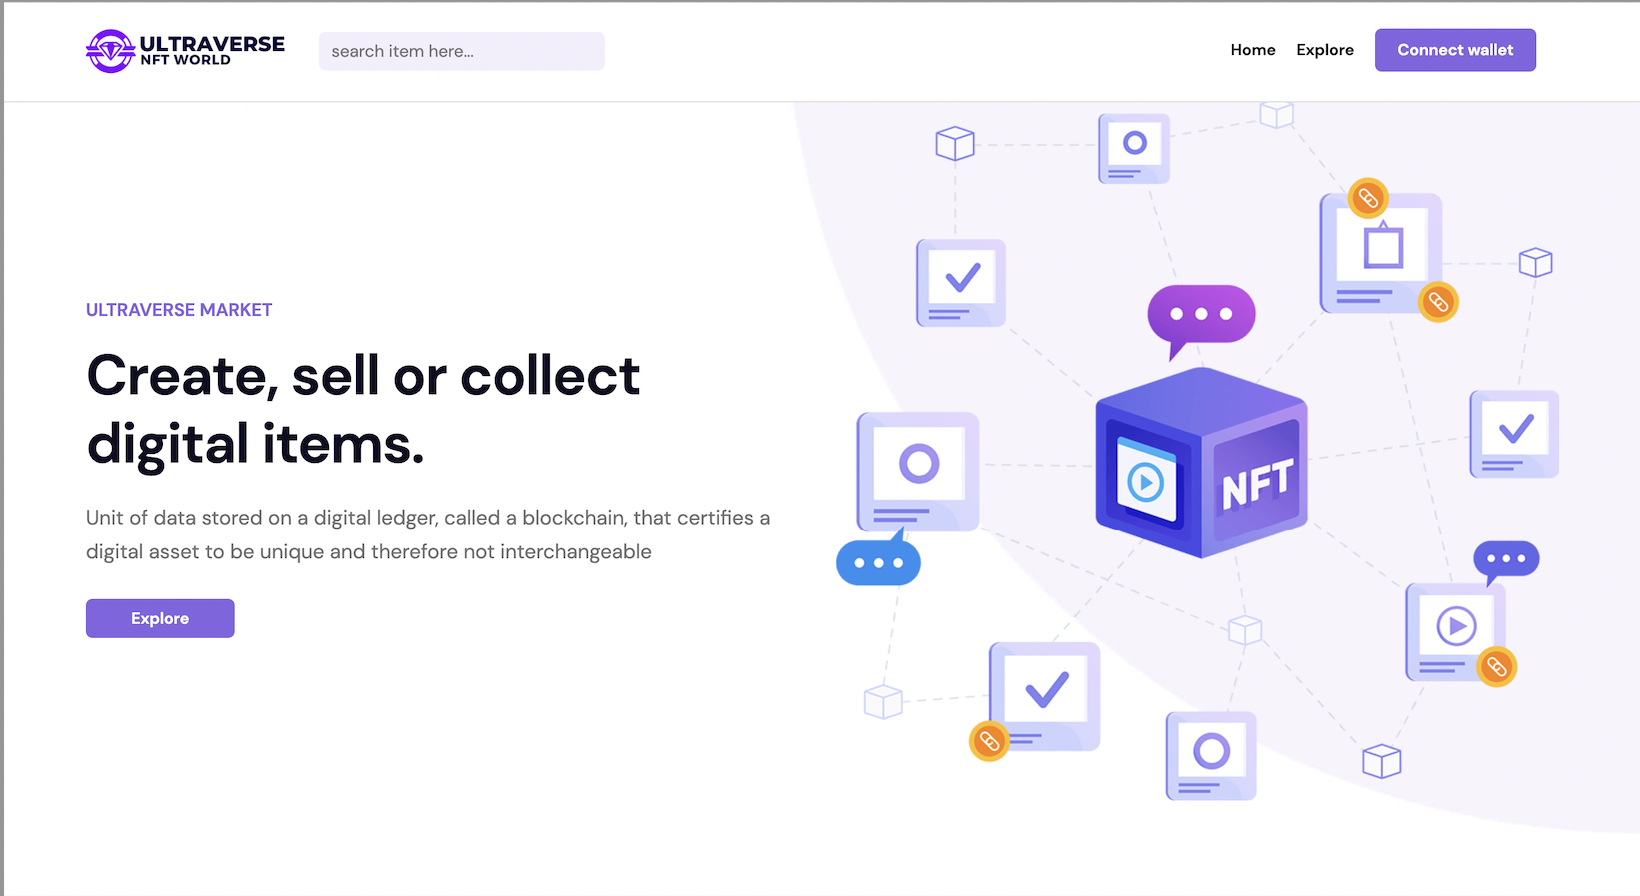 ULTRAVERSE
NFT WORLD
search item here...
Home
Explore
Connect wallet
ULTRAVERSE MARKET
Create, sell or collect
digital items.
Unit of data stored on a digital ledger, called a blockchain, that certifies a
digital asset to be unique and therefore not interchangeable
Explore
NFT